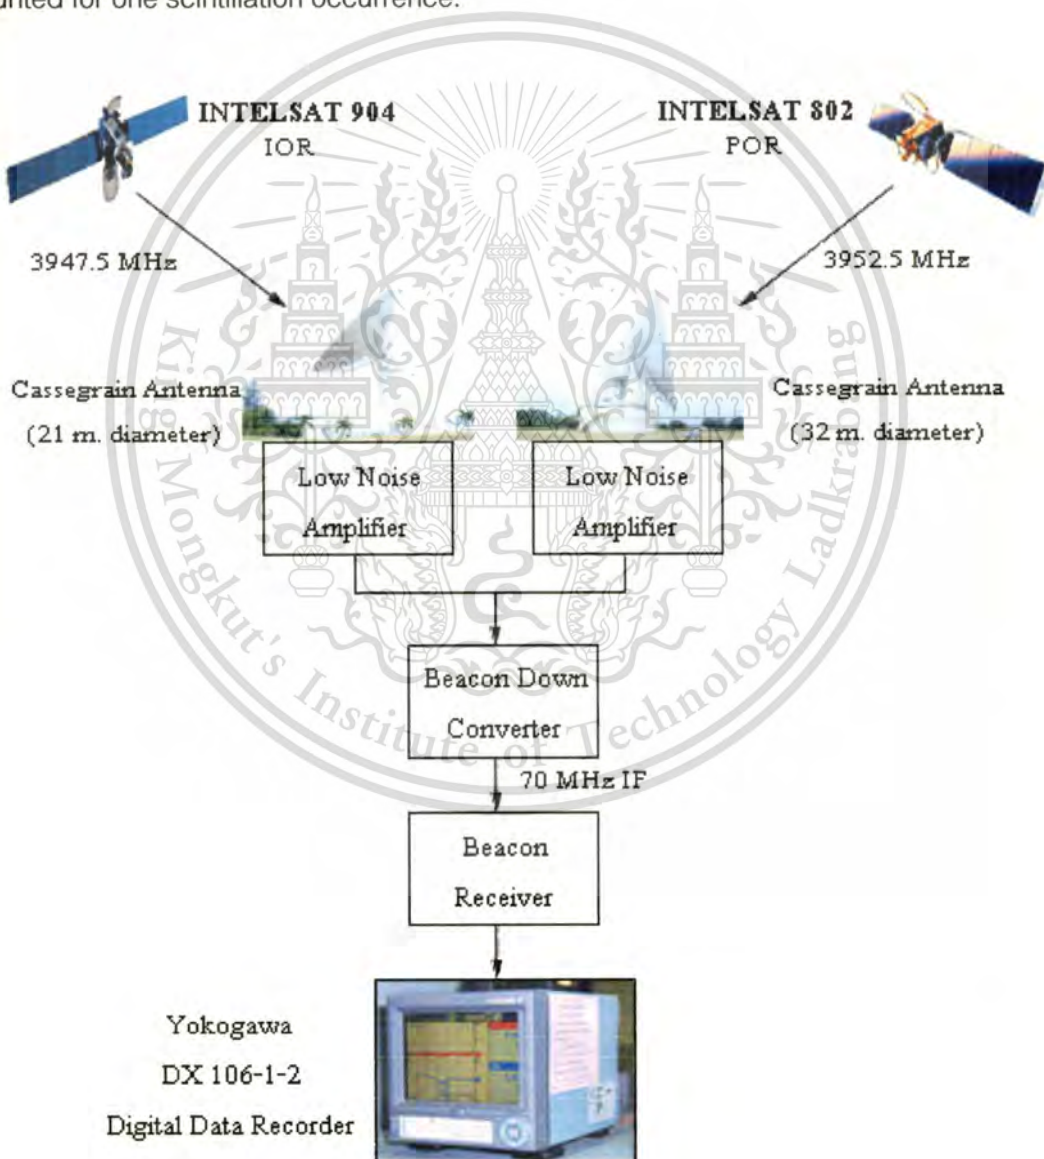 unted for one scintillation occurrence.
INTELSAT 904
IOR
INTELSAT 802
POR
3947.5 MHz
3952.5 MHz
Cassegrain Antenna
(21 m. diameter)
Cassegrain Antenna
(32 m. diameter)
Low Noise
Amplifier
Low Noise
Amplifier
Beacon Down
Converter
70 MHz IF
Beacon
Receiver
Yokogawa
DX 106-1-2
Digital Data Recorder
King Mongkut's Institute of Technology Ladkrabang